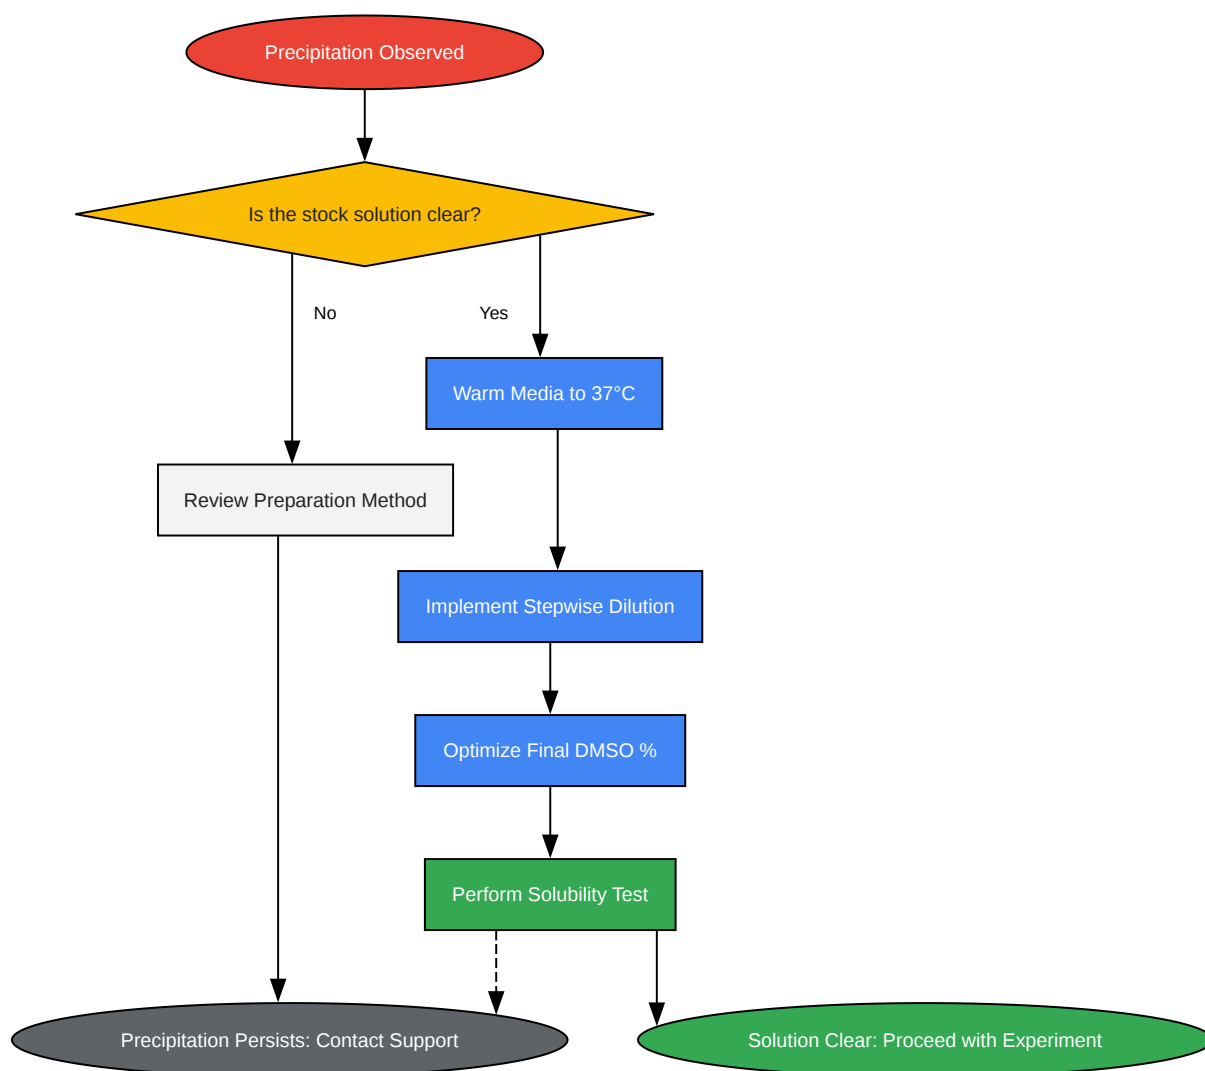 Precipitation Observed
Is the stock solution clear?
No
Yes
Warm Media to 37°C
Review Preparation Method
Implement Stepwise Dilution
Optimize Final DMSO %
Perform Solubility Test
Precipitation Persists: Contact Support
Solution Clear: Proceed with Experiment